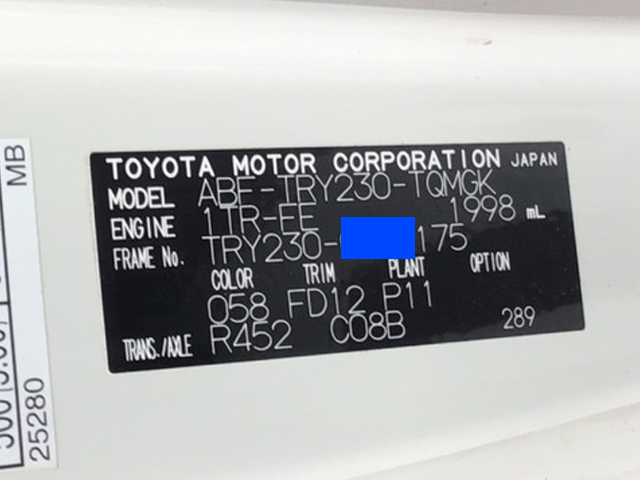 TOYOTA MOTOR CORPORATION JAPAN
MODEL ABF-TRY230-TQMGK
ENGINE 1TR-FE 1998 mL
FRAME No. TRY230- 175
COLOR TRIM PLANT OPTION
058 FD12 P11
TRANS./AXLE R452 C08B 289
MB
25280